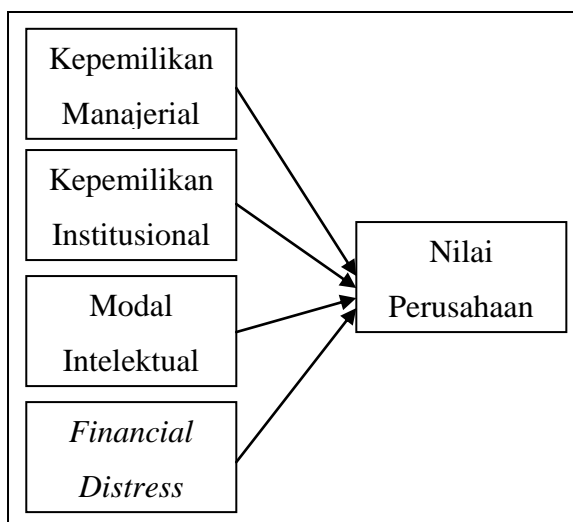 Kepemilikan
Manajerial
Kepemilikan
Institusional
Modal
Intelektual
Financial
Distress
Nilai
Perusahaan